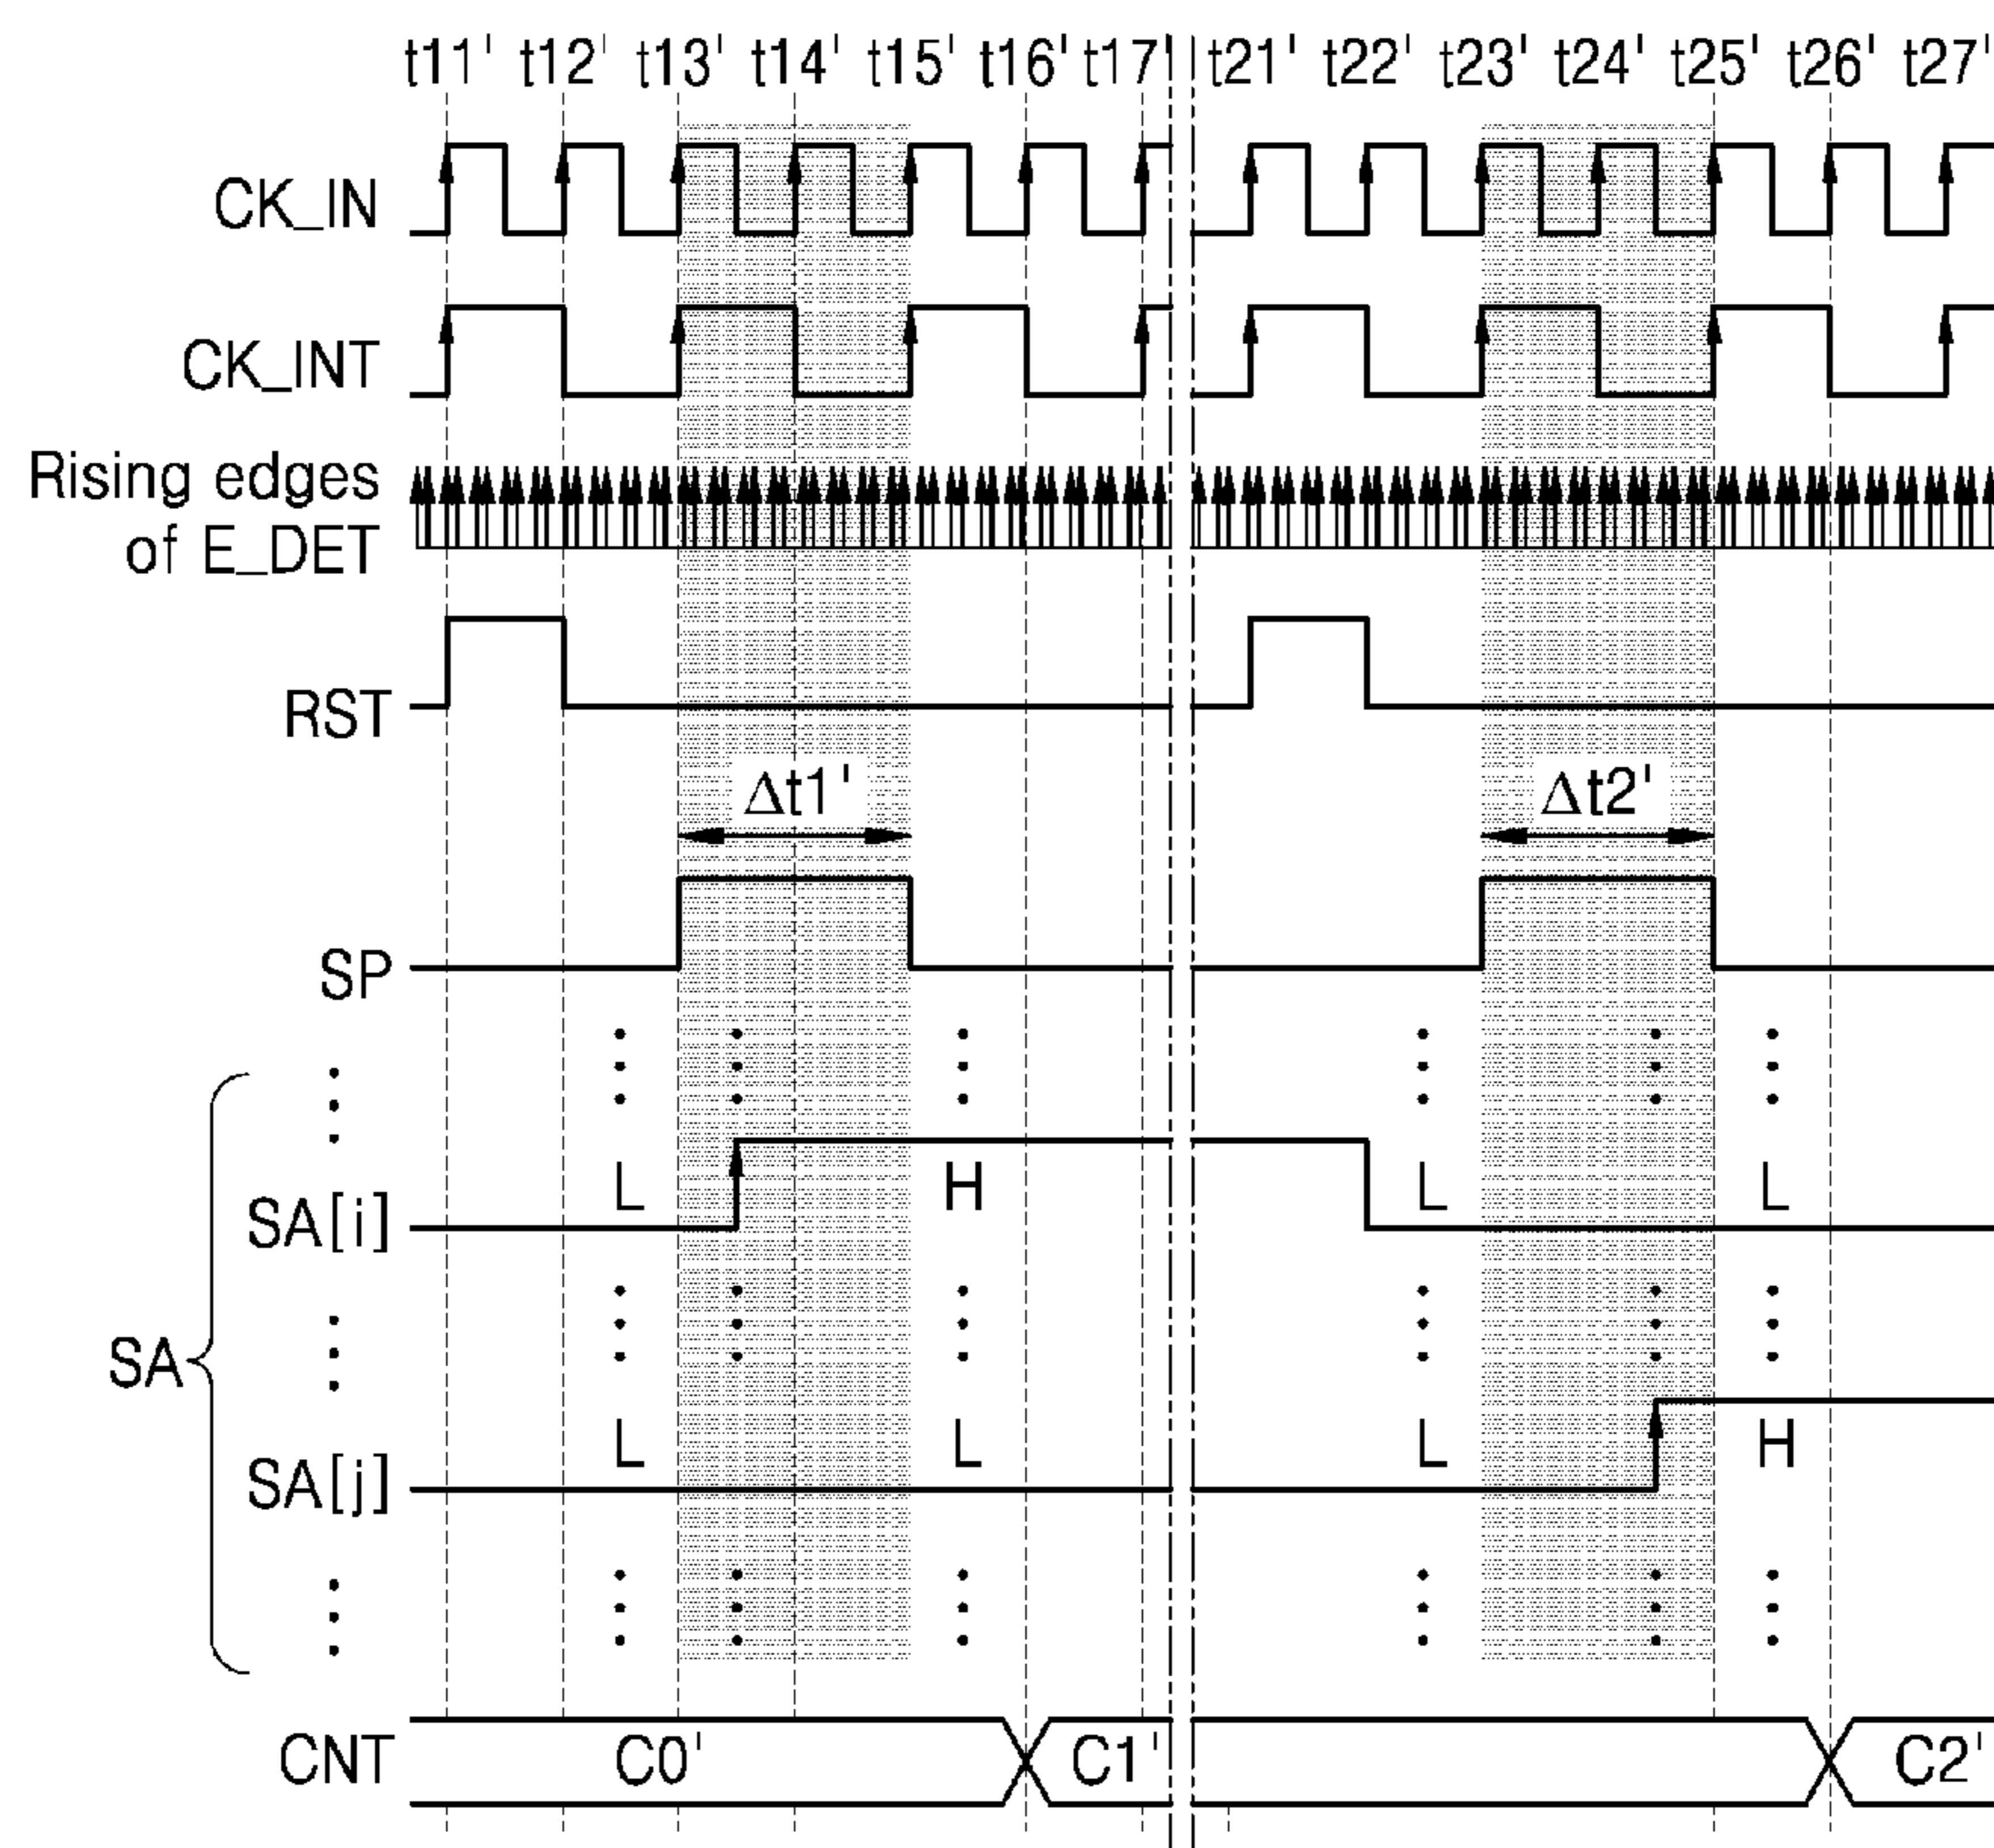 t11' t12' t13' t14' t15' t16' t17' t21' t22' t23' t24' t25' t26' t27'
CK_IN
CK_INT
Rising edges
of E_DET
RST
Δt1' Δt2'
SP
L H L L
SA[i]
SA
L L L H
SA[j]
CNT C0' C1' C2'